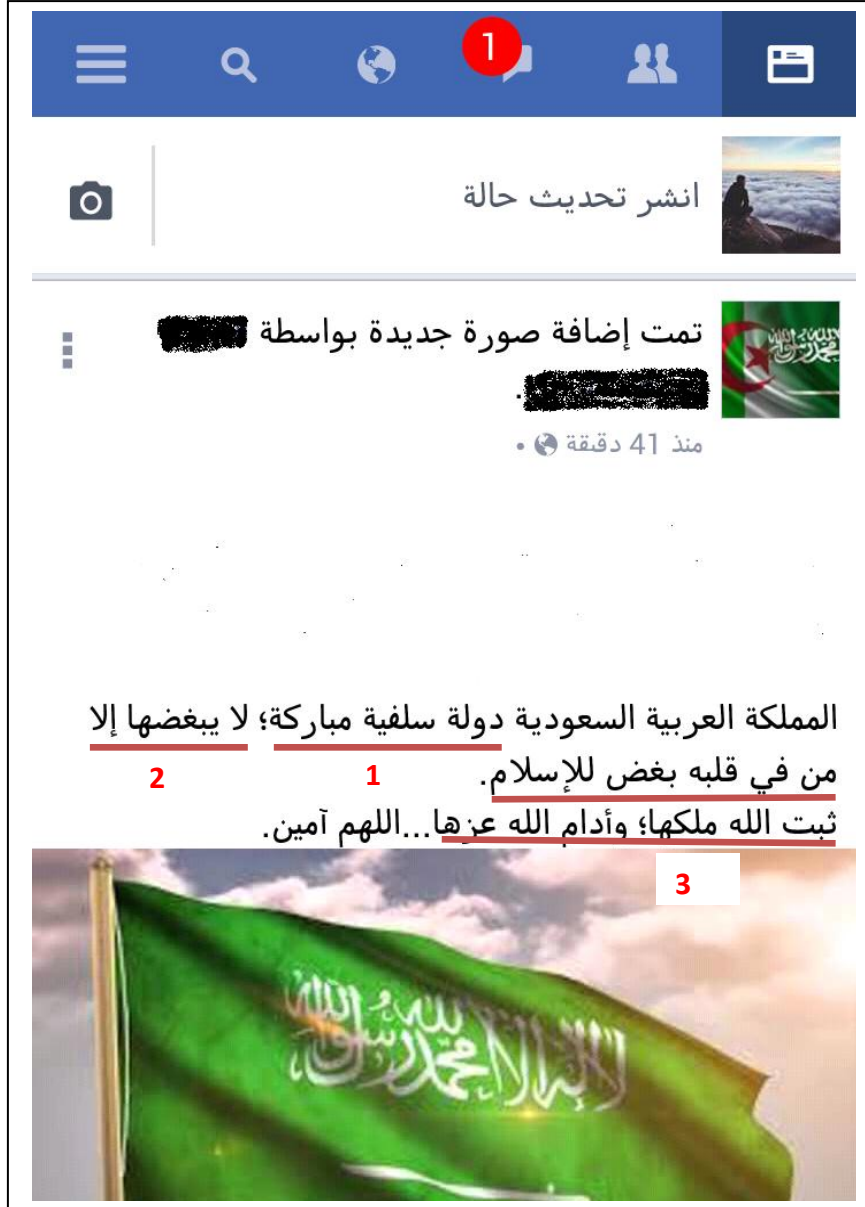 1
انشر تحديث حالة
تمت إضافة صورة جديدة بواسطة
.
منذ 41 دقيقة •
المملكة العربية السعودية دولة سلفية مباركة؛ لا يبغضها إلا
2 1
من في قلبه بغض للإسلام.
ثبت الله ملكها؛ وأدام الله عزها...اللهم آمين.
3
لا إله إلا الله محمد رسول الله